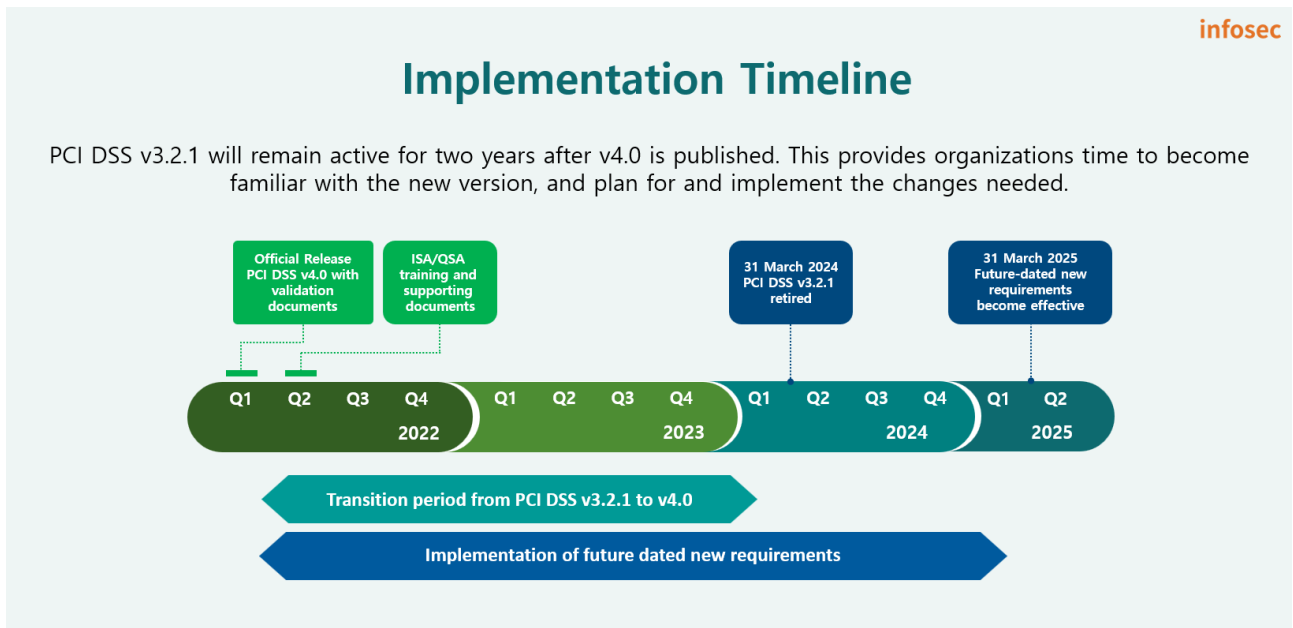 infosec
Implementation Timeline
PCI DSS v3.2.1 will remain active for two years after v4.0 is published. This provides organizations time to become
familiar with the new version, and plan for and implement the changes needed.
Official Release
PCI DSS v4.0 with
validation
documents
ISA/QSA
training and
supporting
documents
31 March 2024
PCI DSS v3.2.1
retired
31 March 2025
Future-dated new
requirements
become effective
Q1 Q2 Q3 Q4
2022
Q1 Q2 Q3 Q4
2023
Q1 Q2 Q3 Q4
2024
Q1 Q2
2025
Transition period from PCI DSS v3.2.1 to v4.0
Implementation of future dated new requirements